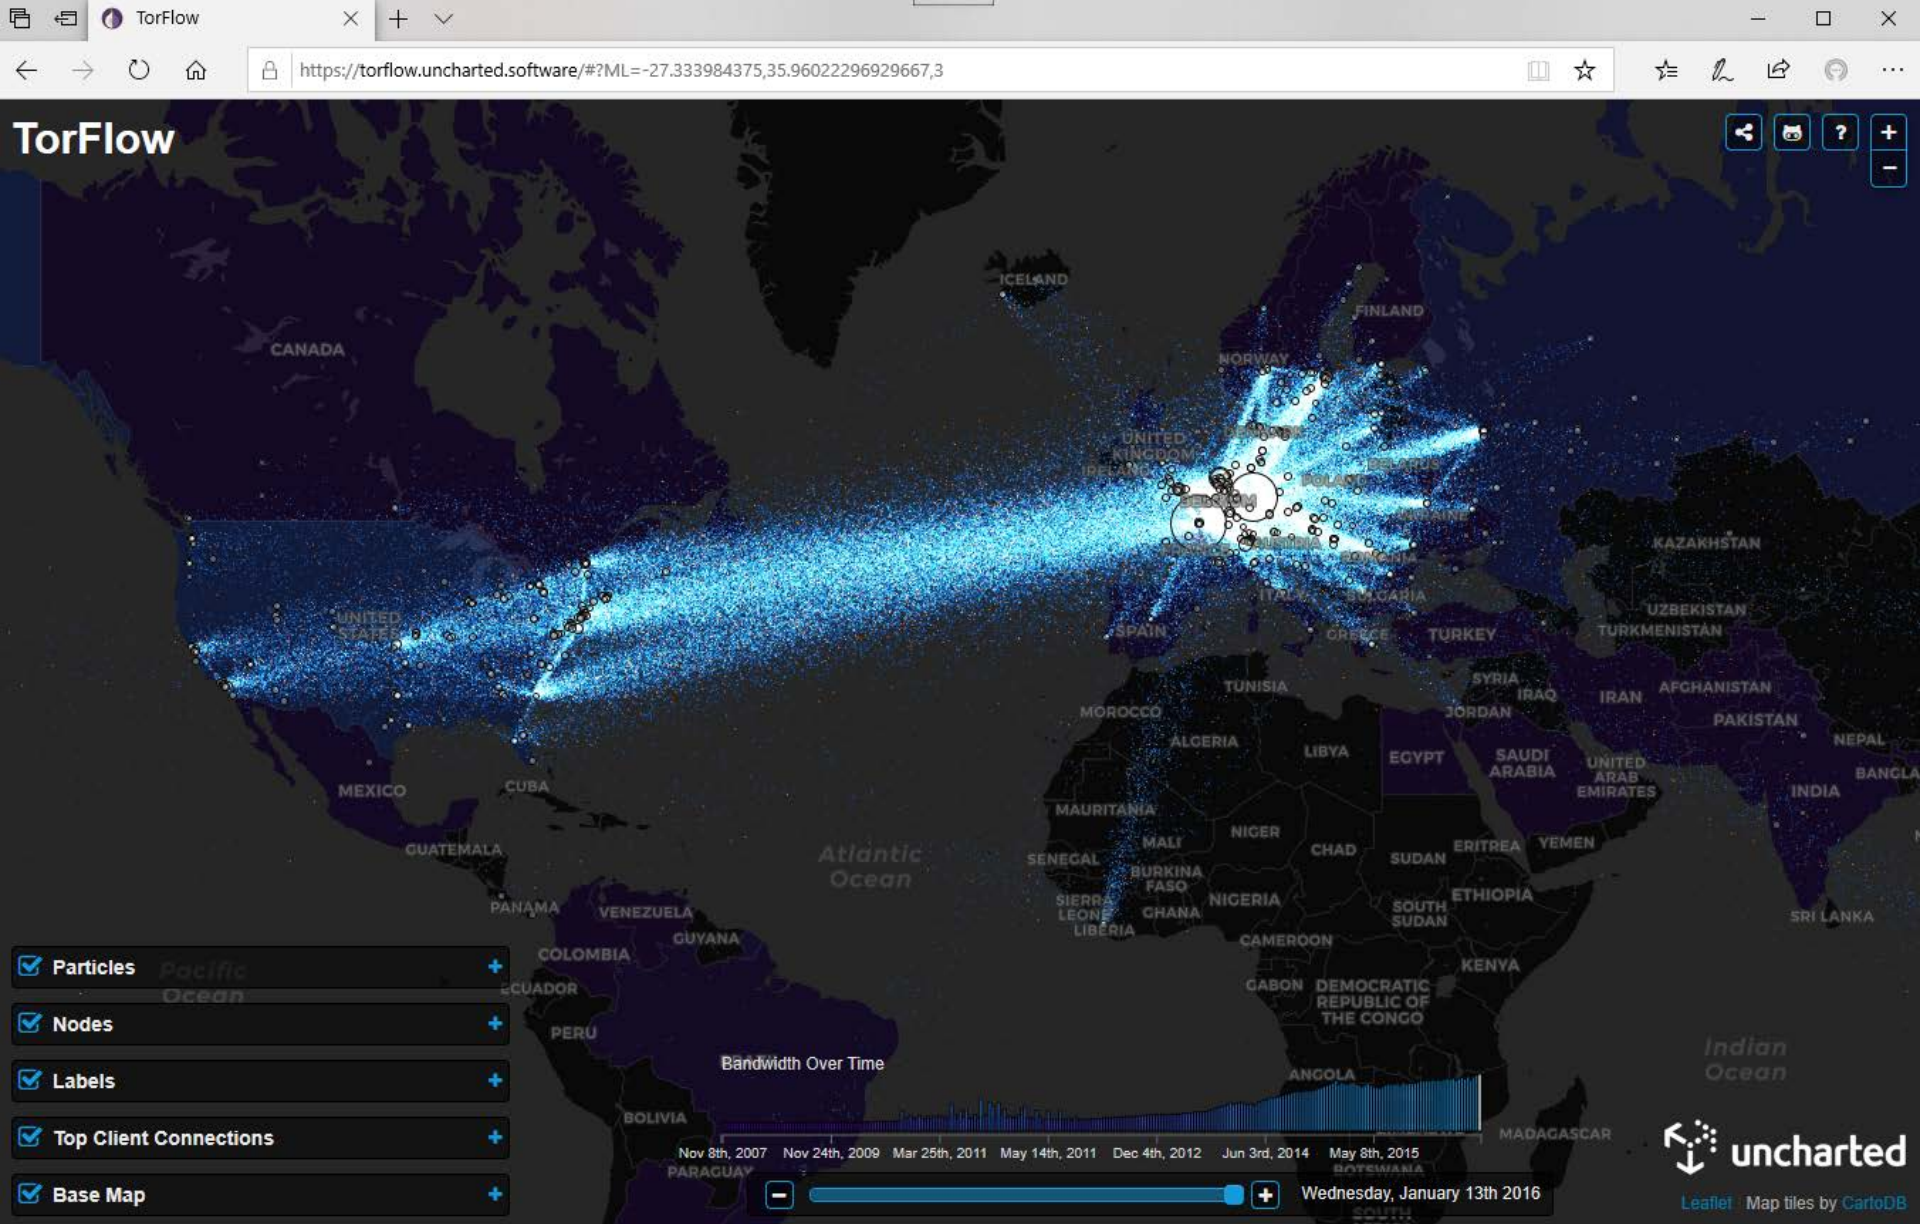 TorFlow
https://torflow.uncharted.software/#?ML=-27.333984375,35.96022296929667,3
TorFlow
?
+
−
ICELAND
FINLAND
CANADA
NORWAY
UNITED
KINGDOM
IRELAND
BELARUS
POLAND
KAZAKHSTAN
UNITED
STATES
ITALY
BULGARIA
UZBEKISTAN
SPAIN
GREECE
TURKEY
TURKMENISTAN
TUNISIA
SYRIA
IRAQ
IRAN
AFGHANISTAN
MOROCCO
JORDAN
PAKISTAN
ALGERIA
LIBYA
EGYPT
SAUDI
ARABIA
UNITED
ARAB
EMIRATES
NEPAL
BANGLA
MEXICO
CUBA
INDIA
MAURITANIA
GUATEMALA
Atlantic
Ocean
MALI
NIGER
CHAD
SENEGAL
SUDAN
ERITREA
YEMEN
BURKINA
FASO
SIERRA
LEONE
GHANA
NIGERIA
SOUTH
SUDAN
ETHIOPIA
LIBERIA
PANAMA
VENEZUELA
SRI LANKA
GUYANA
COLOMBIA
CAMEROON
KENYA
GABON
DEMOCRATIC
REPUBLIC OF
THE CONGO
ECUADOR
PERU
Particles
+
Pacific
Ocean
Nodes
+
Labels
+
Top Client Connections
+
Base Map
+
Bandwidth Over Time
ANGOLA
Indian
Ocean
BOLIVIA
MADAGASCAR
Nov 8th, 2007
Nov 24th, 2009
Mar 25th, 2011
May 14th, 2011
Dec 4th, 2012
Jun 3rd, 2014
May 8th, 2015
PARAGUAY
BOTSWANA
−
+
Wednesday, January 13th 2016
SOUTH
uncharted
Leaflet Map tiles by CartoDB